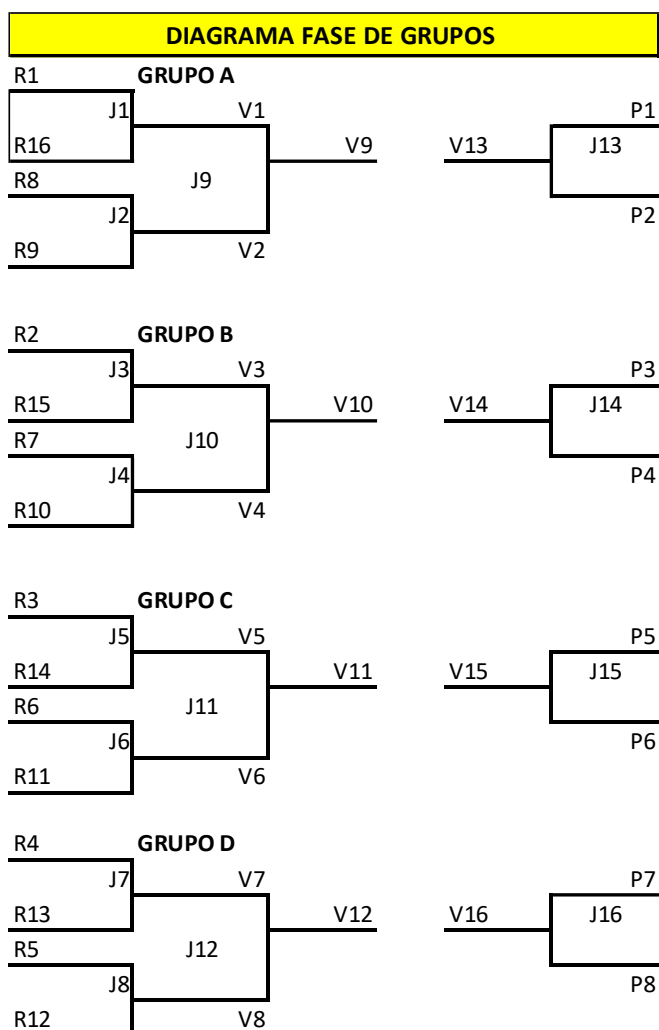 DIAGRAMA FASE DE GRUPOS
R1 GRUPO A
J1 V1 P1
R16 V9 V13 J13
R8 J9
J2 P2
R9 V2
R2 GRUPO B
J3 V3 P3
R15 V10 V14 J14
R7 J10
J4 P4
R10 V4
R3 GRUPO C
J5 V5 P5
R14 V11 V15 J15
R6 J11
J6 P6
R11 V6
R4 GRUPO D
J7 V7 P7
R13 V12 V16 J16
R5 J12
J8 P8
R12 V8